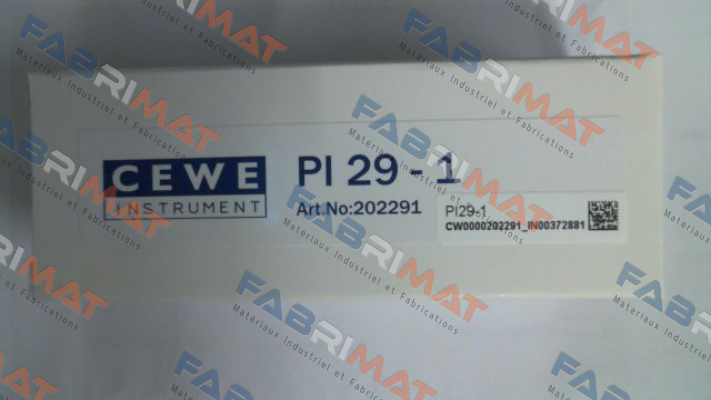 CEWE
INSTRUMENT
PI 29 - 1
Art.No:202291
PI29-1
CW0000202291_IN00372881
FABRIMAT
Materiaux Industriel et Fabrications